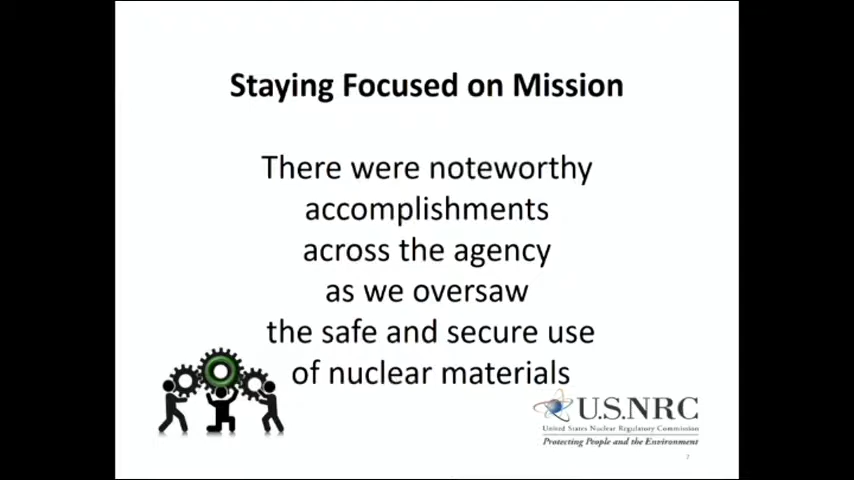 Staying Focused on Mission
There were noteworthy
accomplishments
across the agency
as we oversaw
the safe and secure use
of nuclear materials
U.S.NRC
United States Nuclear Regulatory Commission
Protecting People and the Environment
2